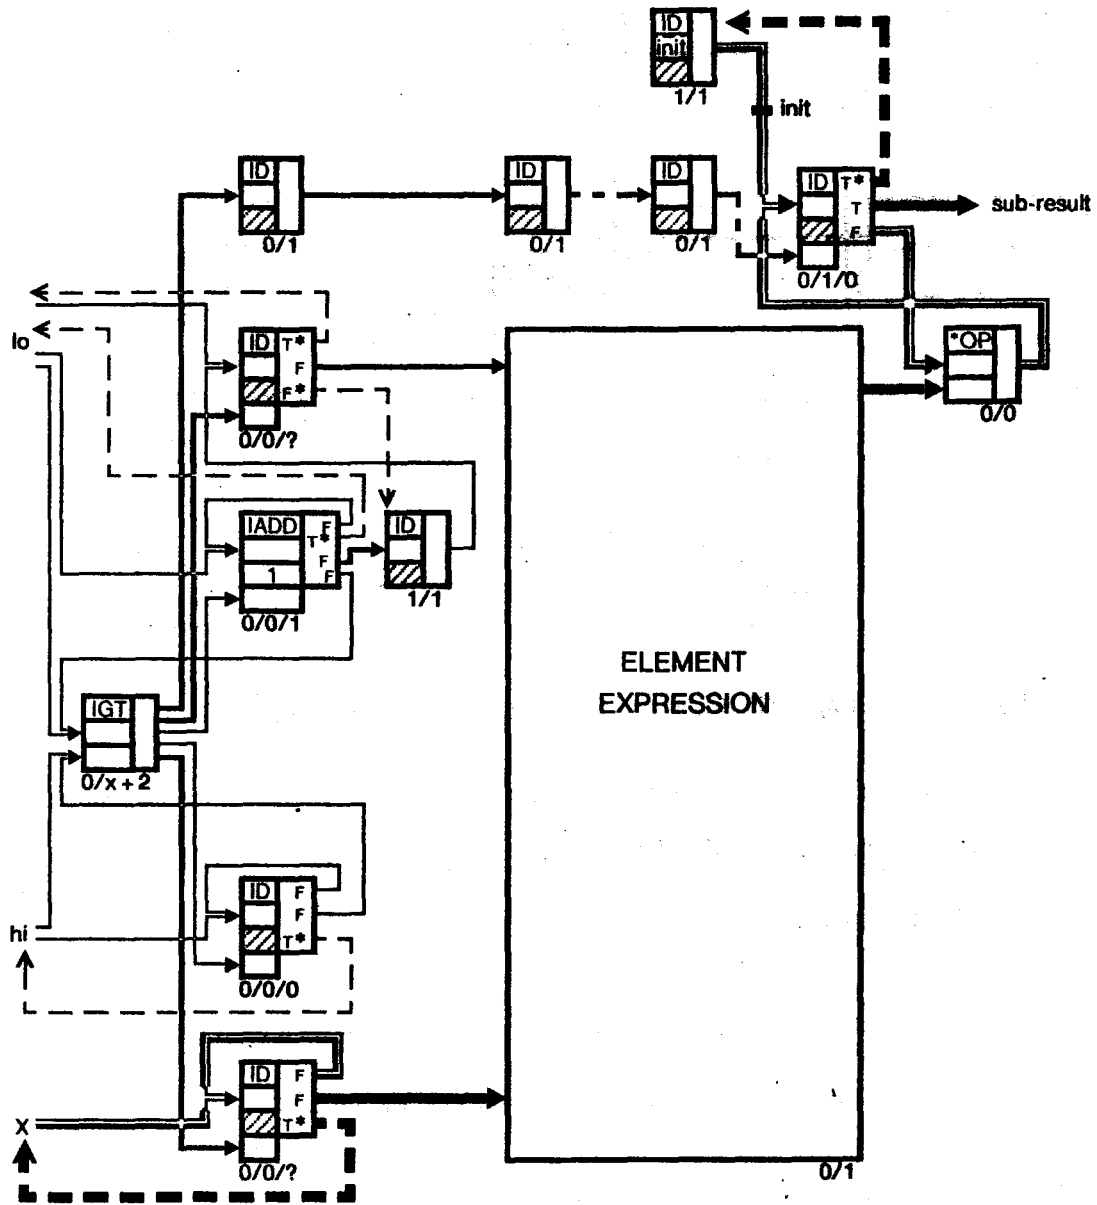 ID
init
1/1
init
ID
0/1
ID
0/1
ID
0/1
ID T*
T
F
0/1/0
sub-result
lo
ID T*
F
F*
0/0/?
*OP
0/0
IADD F
T*
F
1 F
0/0/1
ID
1/1
ELEMENT
EXPRESSION
IGT
0/x + 2
hi
ID F
F
T*
0/0/0
x
ID F
F
T*
0/0/?
0/1